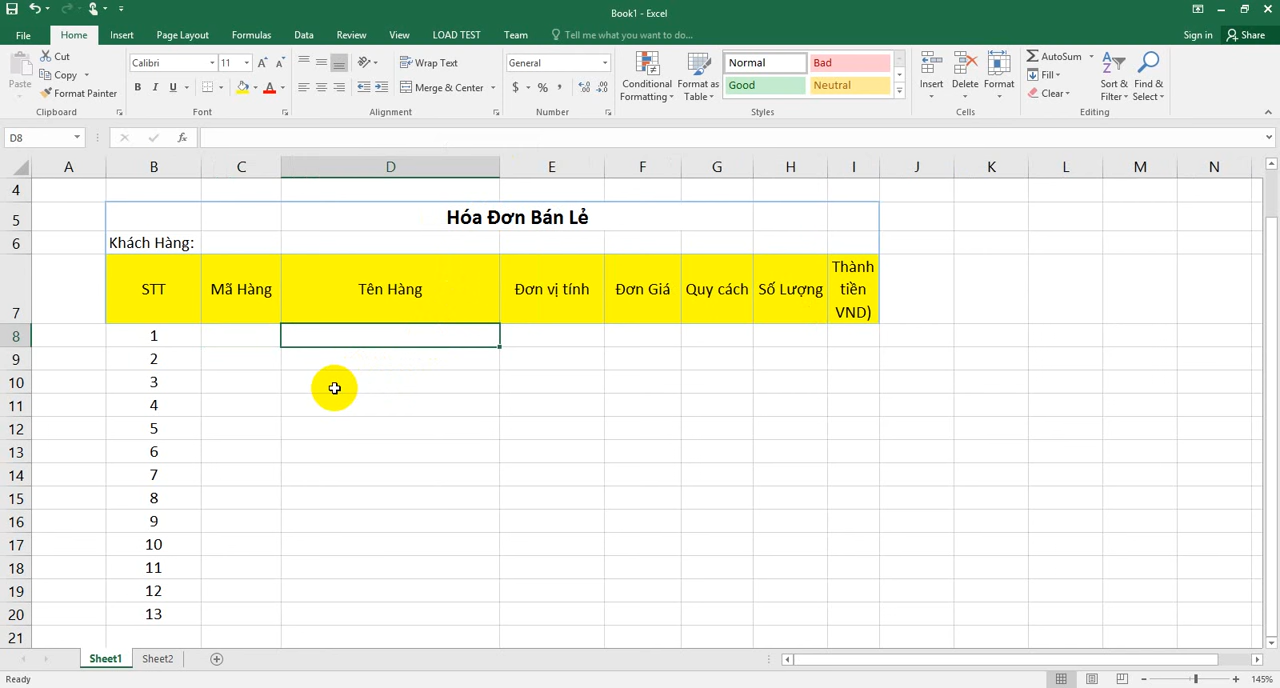 Book1 - Excel
File Home Insert Page Layout Formulas Data Review View LOAD TEST Team Tell me what you want to do... Sign in Share
Paste
Cut
Copy
Format Painter
Clipboard
Calibri 11
B I U
Font
Wrap Text
Merge & Center
Alignment
General
$ % ,
Number
Conditional Formatting
Format as Table
Normal Bad
Good Neutral
Styles
Insert Delete Format
Cells
AutoSum
Fill
Clear
Sort & Filter
Find & Select
Editing
D8 fx
A B C D E F G H I J K L M N
4
5 Hóa Đơn Bán Lẻ
6 Khách Hàng:
7 STT Mã Hàng Tên Hàng Đơn vị tính Đơn Giá Quy cách Số Lượng Thành tiền VND)
8 1
9 2
10 3
11 4
12 5
13 6
14 7
15 8
16 9
17 10
18 11
19 12
20 13
21
Sheet1 Sheet2
Ready 145%